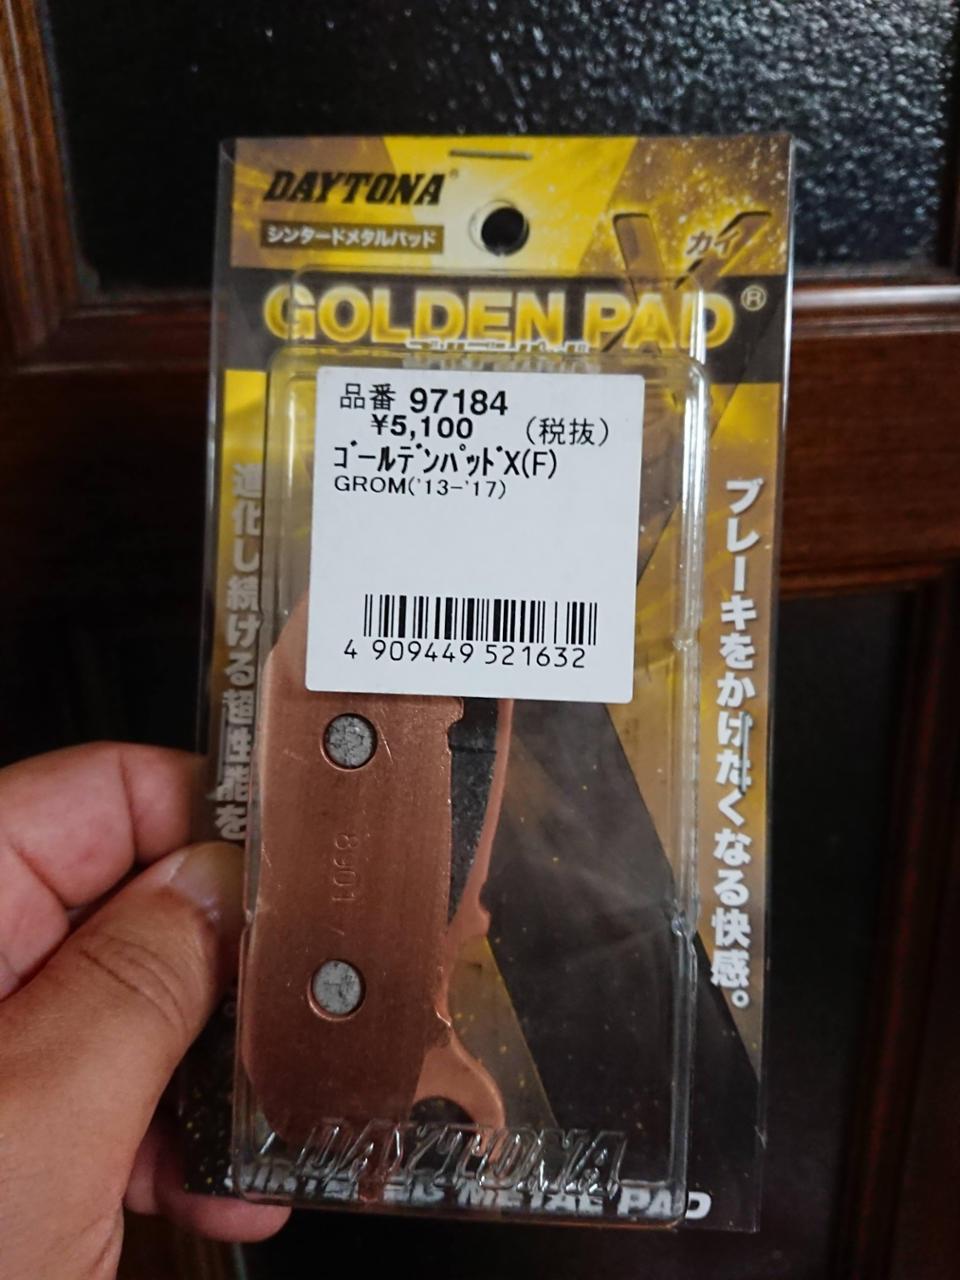 DAYTONA®
シンタードメタルパッド
カイ
GOLDEN PAD®
品番 97184
¥5,100 (税抜)
ｺﾞｰﾙﾃﾞﾝﾊﾟｯﾄﾞX(F)
GROM('13-'17)
4 909449 521632
進化し続ける超性能を
ブレーキをかけたくなる快感。
8901
DAYTONA
SINTERED METAL PAD